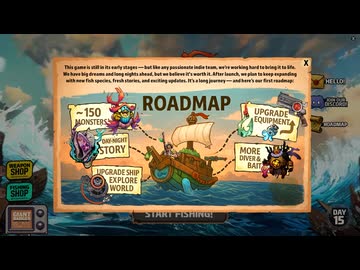 This game is still in its early stages — but like any passionate indie team, we're working hard to bring it to life.
We have big dreams and long nights ahead, but we believe it's worth it. After launch, we plan to keep expanding
with new fish species, fresh stories, and exciting updates. It's a long journey — and here's our first roadmap:
X
ROADMAP
~150
MONSTERS
DAY-NIGHT
STORY
UPGRADE SHIP
EXPLORE
WORLD
UPGRADE
EQUIPMENT
MORE
DIVER &
BAIT
HELLO!
JOIN OUR
DISCORD!
ROADMAP
WEAPON
SHOP
FISHING
SHOP
START FISHING!
DAY
15